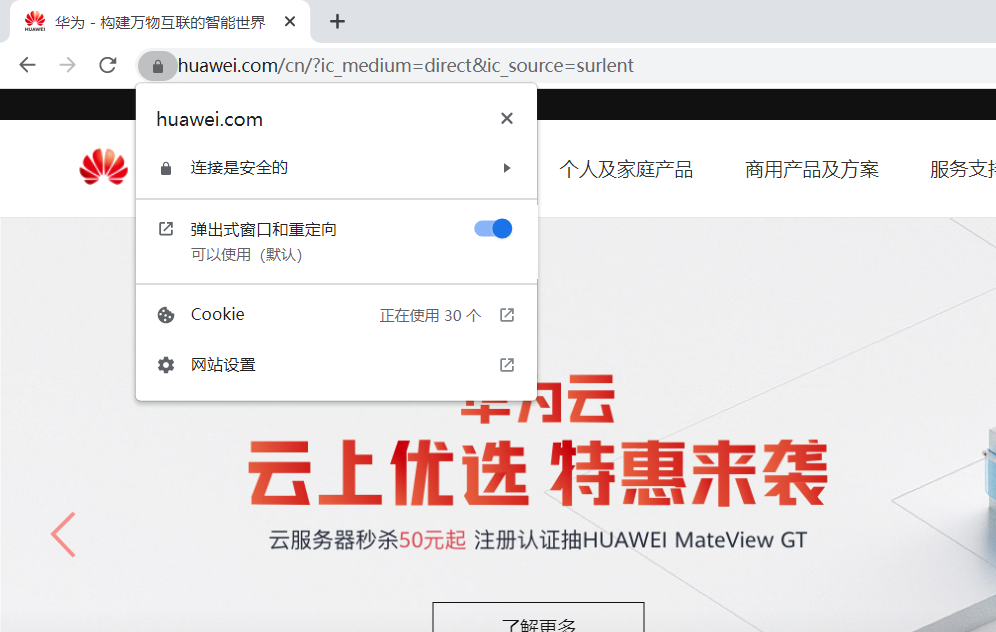 HUAWEI
华为 - 构建万物互联的智能世界
huawei.com/cn/?ic_medium=direct&ic_source=surlent
huawei.com
连接是安全的
个人及家庭产品 商用产品及方案 服务支持
弹出式窗口和重定向
可以使用（默认）
Cookie 正在使用 30 个
网站设置
华为云
云上优选 特惠来袭
云服务器秒杀50元起 注册认证抽HUAWEI MateView GT
了解更多